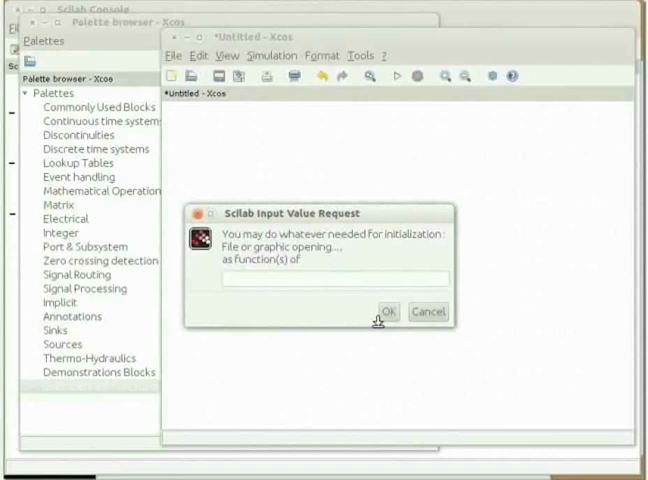 Scilab Console
Palette browser - Xcos
Palettes
Palette browser - Xcos
Palettes
Commonly Used Blocks
Continuous time system
Discontinuities
Discrete time systems
Lookup Tables
Event handling
Mathematical Operation
Matrix
Electrical
Integer
Port & Subsystem
Zero crossing detection
Signal Routing
Signal Processing
Implicit
Annotations
Sinks
Sources
Thermo-Hydraulics
Demonstrations Blocks
*Untitled - Xcos
File Edit View Simulation Format Tools ?
*Untitled - Xcos
Scilab Input Value Request
You may do whatever needed for initialization :
File or graphic opening...,
as function(s) of
OK Cancel